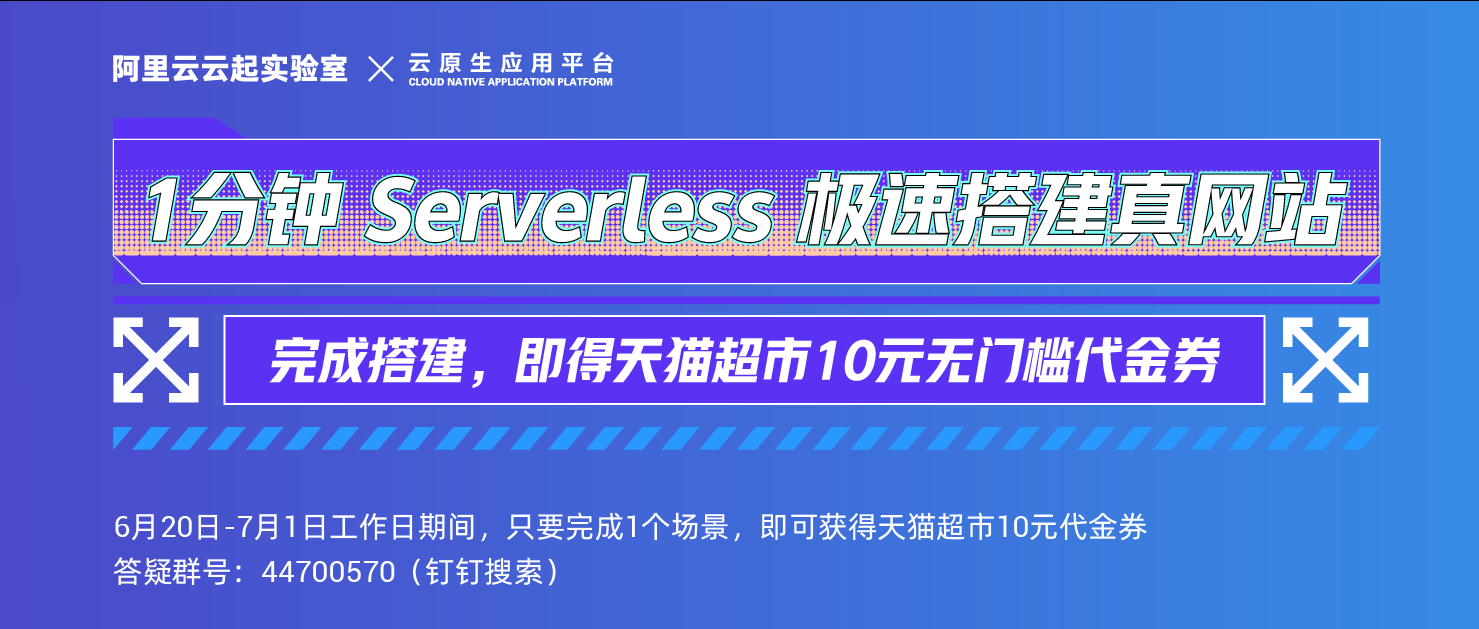 阿里云云起实验室 × 云原生应用平台
CLOUD NATIVE APPLICATION PLATFORM
1分钟 Serverless 极速搭建真网站
完成搭建，即得天猫超市10元无门槛代金券
6月20日-7月1日工作日期间，只要完成1个场景，即可获得天猫超市10元代金券
答疑群号：44700570（钉钉搜索）